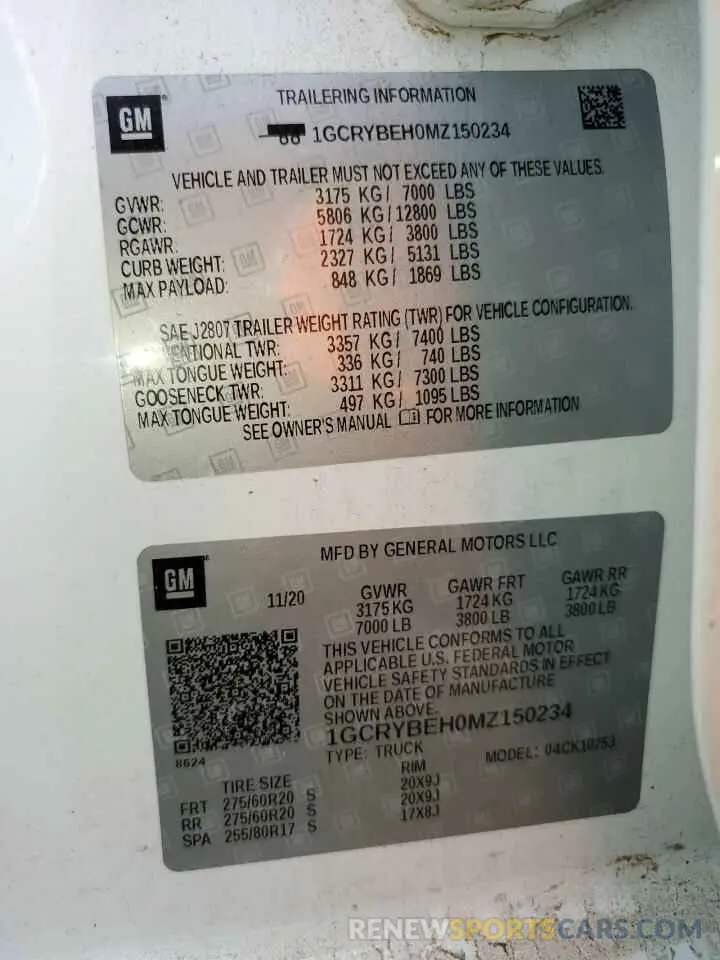 GM
TRAILERING INFORMATION
1GCRYBEH0MZ150234
VEHICLE AND TRAILER MUST NOT EXCEED ANY OF THESE VALUES.
GVWR: 3175 KG/ 7000 LBS
GCWR: 5806 KG/ 12800 LBS
RGAWR: 1724 KG/ 3800 LBS
CURB WEIGHT: 2327 KG/ 5131 LBS
MAX PAYLOAD: 848 KG/ 1869 LBS
SAE J2807 TRAILER WEIGHT RATING (TWR) FOR VEHICLE CONFIGURATION.
TWR: 3357 KG/ 7400 LBS
MAX TONGUE WEIGHT: 336 KG/ 740 LBS
GOOSENECK TWR: 3311 KG/ 7300 LBS
MAX TONGUE WEIGHT: 497 KG/ 1095 LBS
SEE OWNER'S MANUAL FOR MORE INFORMATION
GM
MFD BY GENERAL MOTORS LLC
11/20 GVWR GAWR FRT GAWR RR
3175 KG 1724 KG 1724 KG
7000 LB 3800 LB 3800 LB
THIS VEHICLE CONFORMS TO ALL
APPLICABLE U.S. FEDERAL MOTOR
VEHICLE SAFETY STANDARDS IN EFFECT
ON THE DATE OF MANUFACTURE
SHOWN ABOVE.
1GCRYBEH0MZ150234
8624
TYPE: TRUCK MODEL:
TIRE SIZE RIM
FRT 275/60R20 S 20X9J
RR 275/60R20 S 20X9J
SPA 255/80R17 S 17X8J
RENEWSPORTSCARS.COM